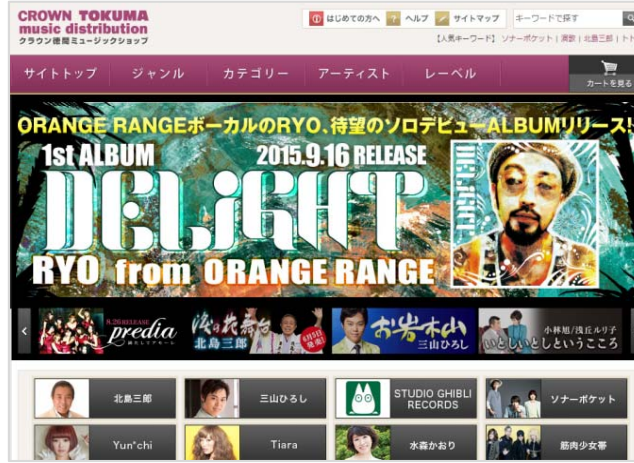 CROWN TOKUMA
music distribution
クラウン徳間ミュージックショップ
はじめての方へ ? ヘルプ サイトマップ キーワードで探す
【人気キーワード】 ソナーポケット | 演歌 | 北島三郎 | トト
サイトトップ ジャンル カテゴリー アーティスト レーベル
カートを見る
ORANGE RANGEボーカルのRYO、待望のソロデビューALBUMリリース!
1st ALBUM 2015.9.16 RELEASE
DELiGHT
DELIGHT
RYO from ORANGE RANGE
8.26 RELEASE
predia
北島三郎
お岩木山
三山ひろし
小林旭/浅丘ルリ子
いとしいとしというこころ
北島三郎 三山ひろし STUDIO GHIBLI RECORDS ソナーポケット
Yun*chi Tiara 水森かおり 筋肉少女帯